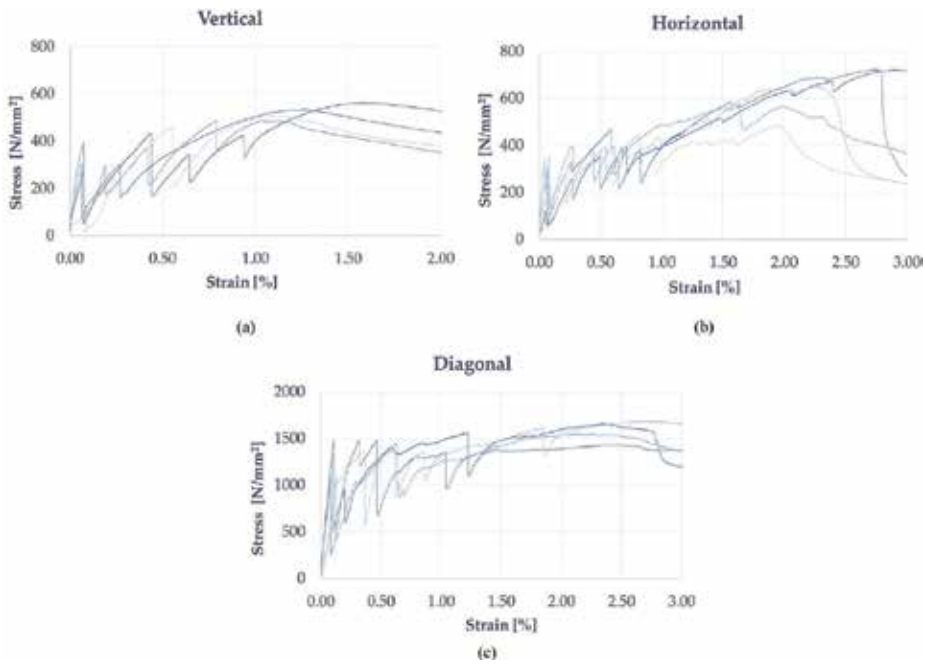 Vertical
Stress [N/mm²]
800
600
400
200
0
0.00 0.50 1.00 1.50 2.00
Strain [%]
(a)
Horizontal
Stress [N/mm²]
800
600
400
200
0
0.00 0.50 1.00 1.50 2.00 2.50 3.00
Strain [%]
(b)
Diagonal
Stress [N/mm²]
2000
1500
1000
500
0
0.00 0.50 1.00 1.50 2.00 2.50 3.00
Strain [%]
(c)